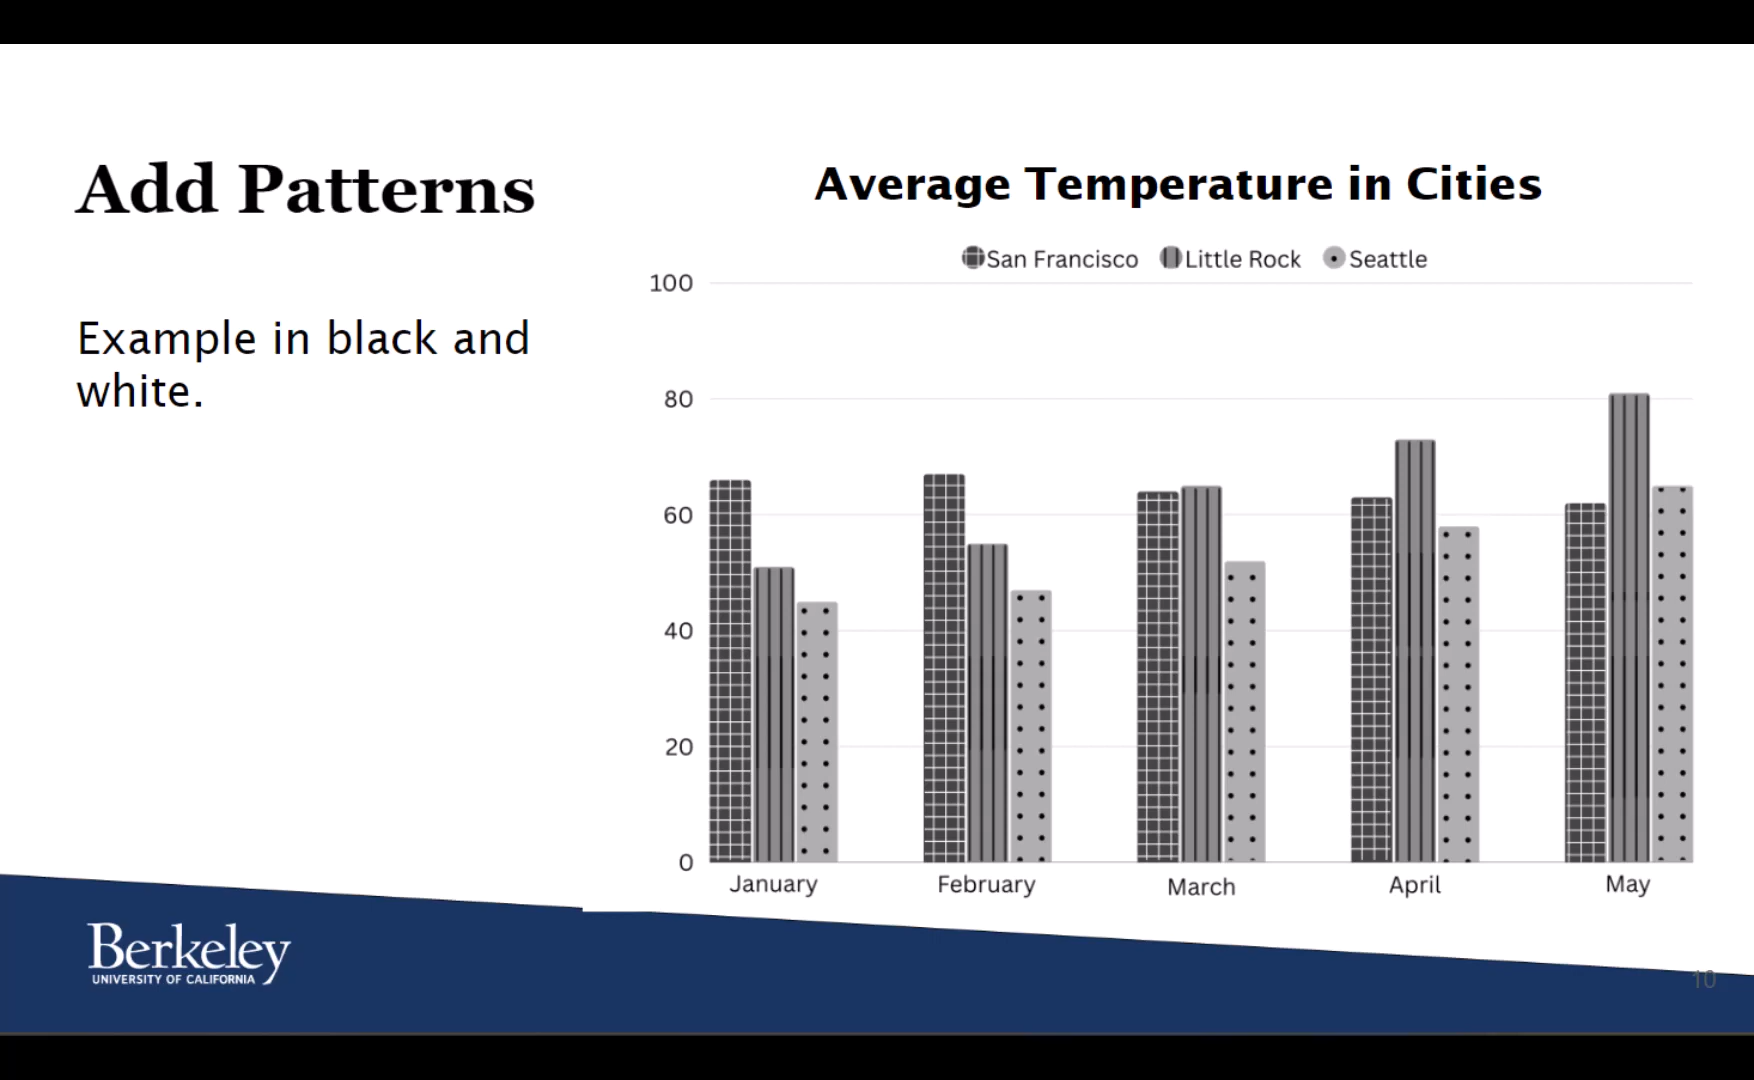 Add Patterns
Example in black and
white.
Average Temperature in Cities
San Francisco Little Rock Seattle
100
80
60
40
20
0
January February March April May
Berkeley
UNIVERSITY OF CALIFORNIA
10